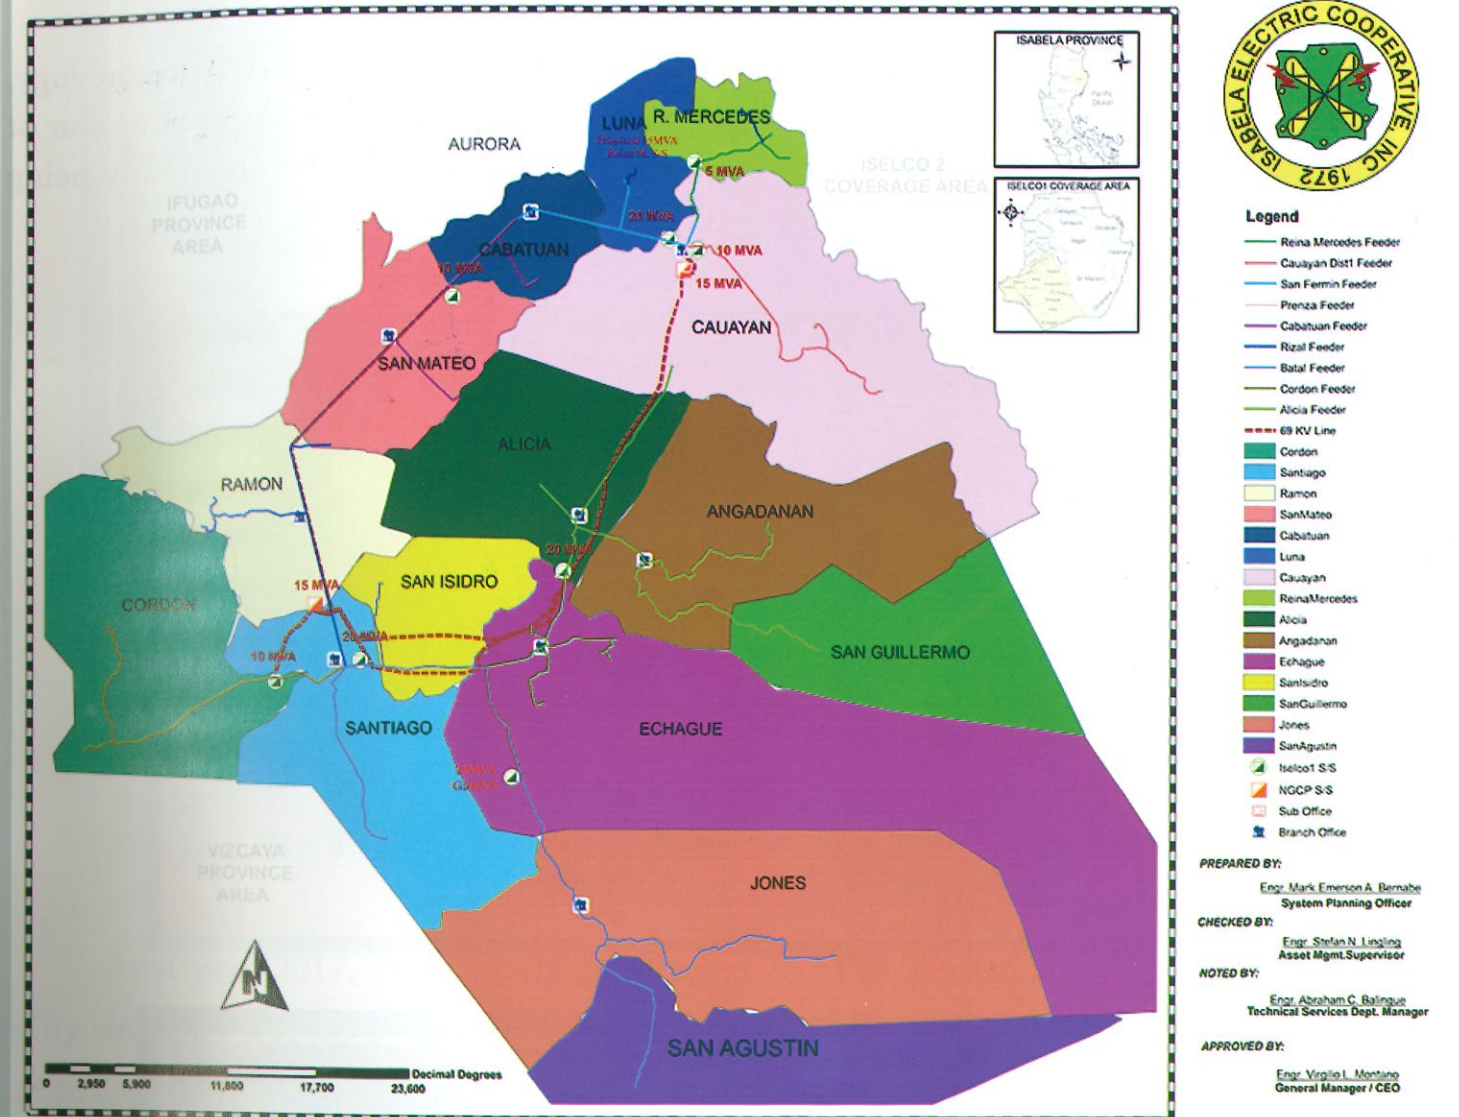 ISABELA PROVINCE
Pacific
Ocean
ISELCO1 COVERAGE AREA
ISABELA ELECTRIC COOPERATIVE, INC
1972
AURORA
IFUGAO
PROVINCE
AREA
ISELCO 2
COVERAGE AREA
LUNA
R. MERCEDES
5 MVA
CABATUAN
10 MVA
15 MVA
CAUAYAN
SAN MATEO
ALICIA
RAMON
ANGADANAN
20 MVA
SAN ISIDRO
15 MVA
CORDON
20 MVA
10 MVA
SAN GUILLERMO
SANTIAGO
ECHAGUE
VIZCAYA
PROVINCE
AREA
JONES
SAN AGUSTIN
N
Decimal Degrees
0 2,950 5,900 11,800 17,700 23,600
Legend
Reina Mercedes Feeder
Cauayan Dist1 Feeder
San Fermin Feeder
Prenza Feeder
Cabatuan Feeder
Rizal Feeder
Batal Feeder
Cordon Feeder
Alicia Feeder
69 KV Line
Cordon
Santiago
Ramon
SanMateo
Cabatuan
Luna
Cauayan
ReinaMercedes
Alicia
Angadanan
Echague
SanIsidro
SanGuillermo
Jones
SanAgustin
Iselco1 S/S
NGCP S/S
Sub Office
Branch Office
PREPARED BY:
Engr. Mark Emerson A. Bernabe
System Planning Officer
CHECKED BY:
Engr. Stefan N. Lingling
Asset Mgmt.Supervisor
NOTED BY:
Engr. Abraham C. Balingue
Technical Services Dept. Manager
APPROVED BY:
Engr. Virgilio L. Montano
General Manager / CEO